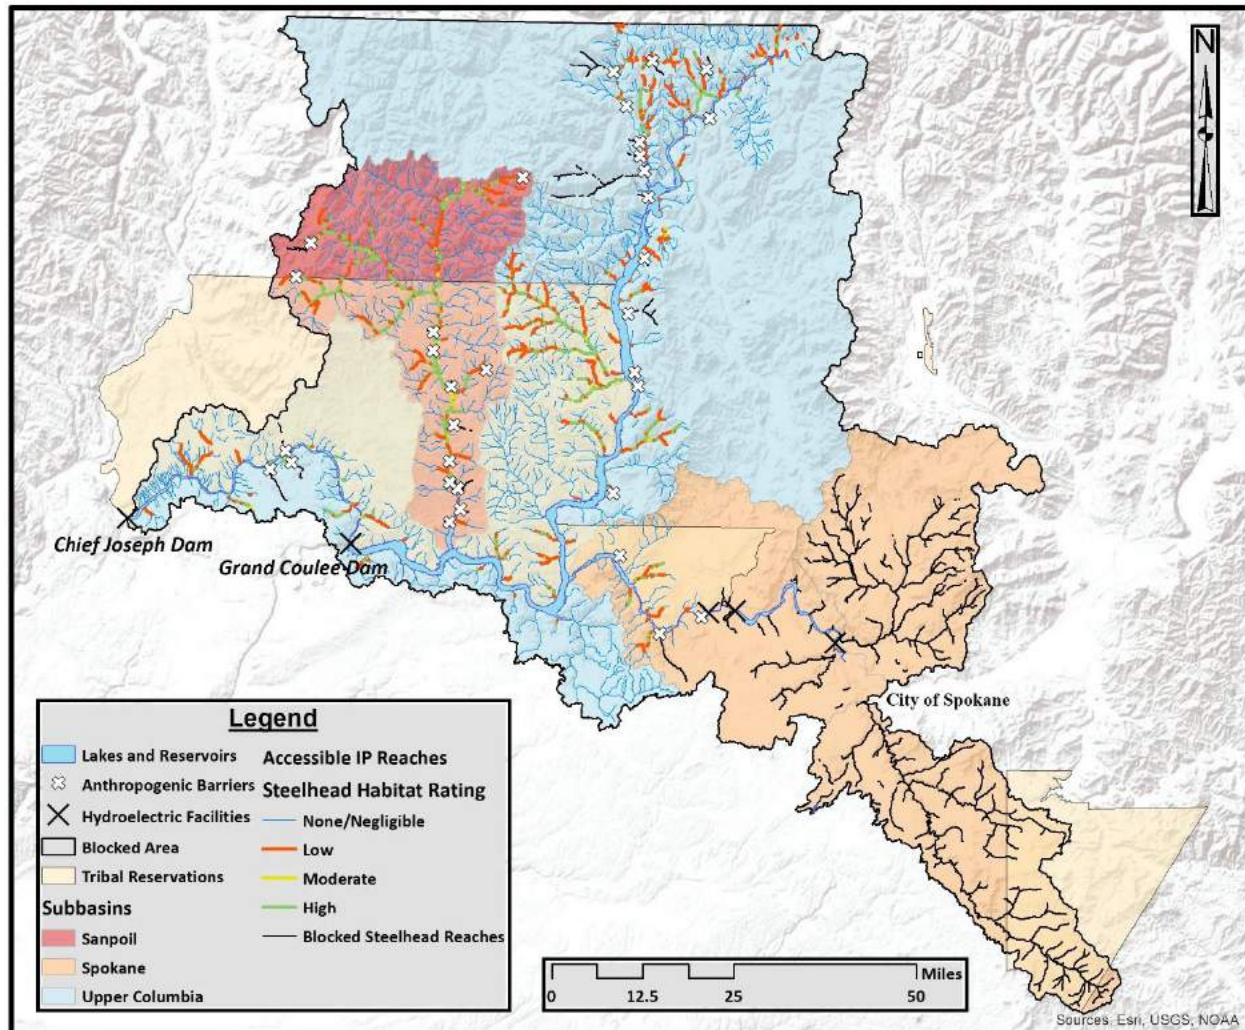 N
Chief Joseph Dam
Grand Coulee Dam
City of Spokane
Legend
Lakes and Reservoirs
Anthropogenic Barriers
Hydroelectric Facilities
Blocked Area
Tribal Reservations
Subbasins
Sanpoil
Spokane
Upper Columbia
Accessible IP Reaches
Steelhead Habitat Rating
None/Negligible
Low
Moderate
High
Blocked Steelhead Reaches
Miles
0 12.5 25 50
Sources: Esri, USGS, NOAA